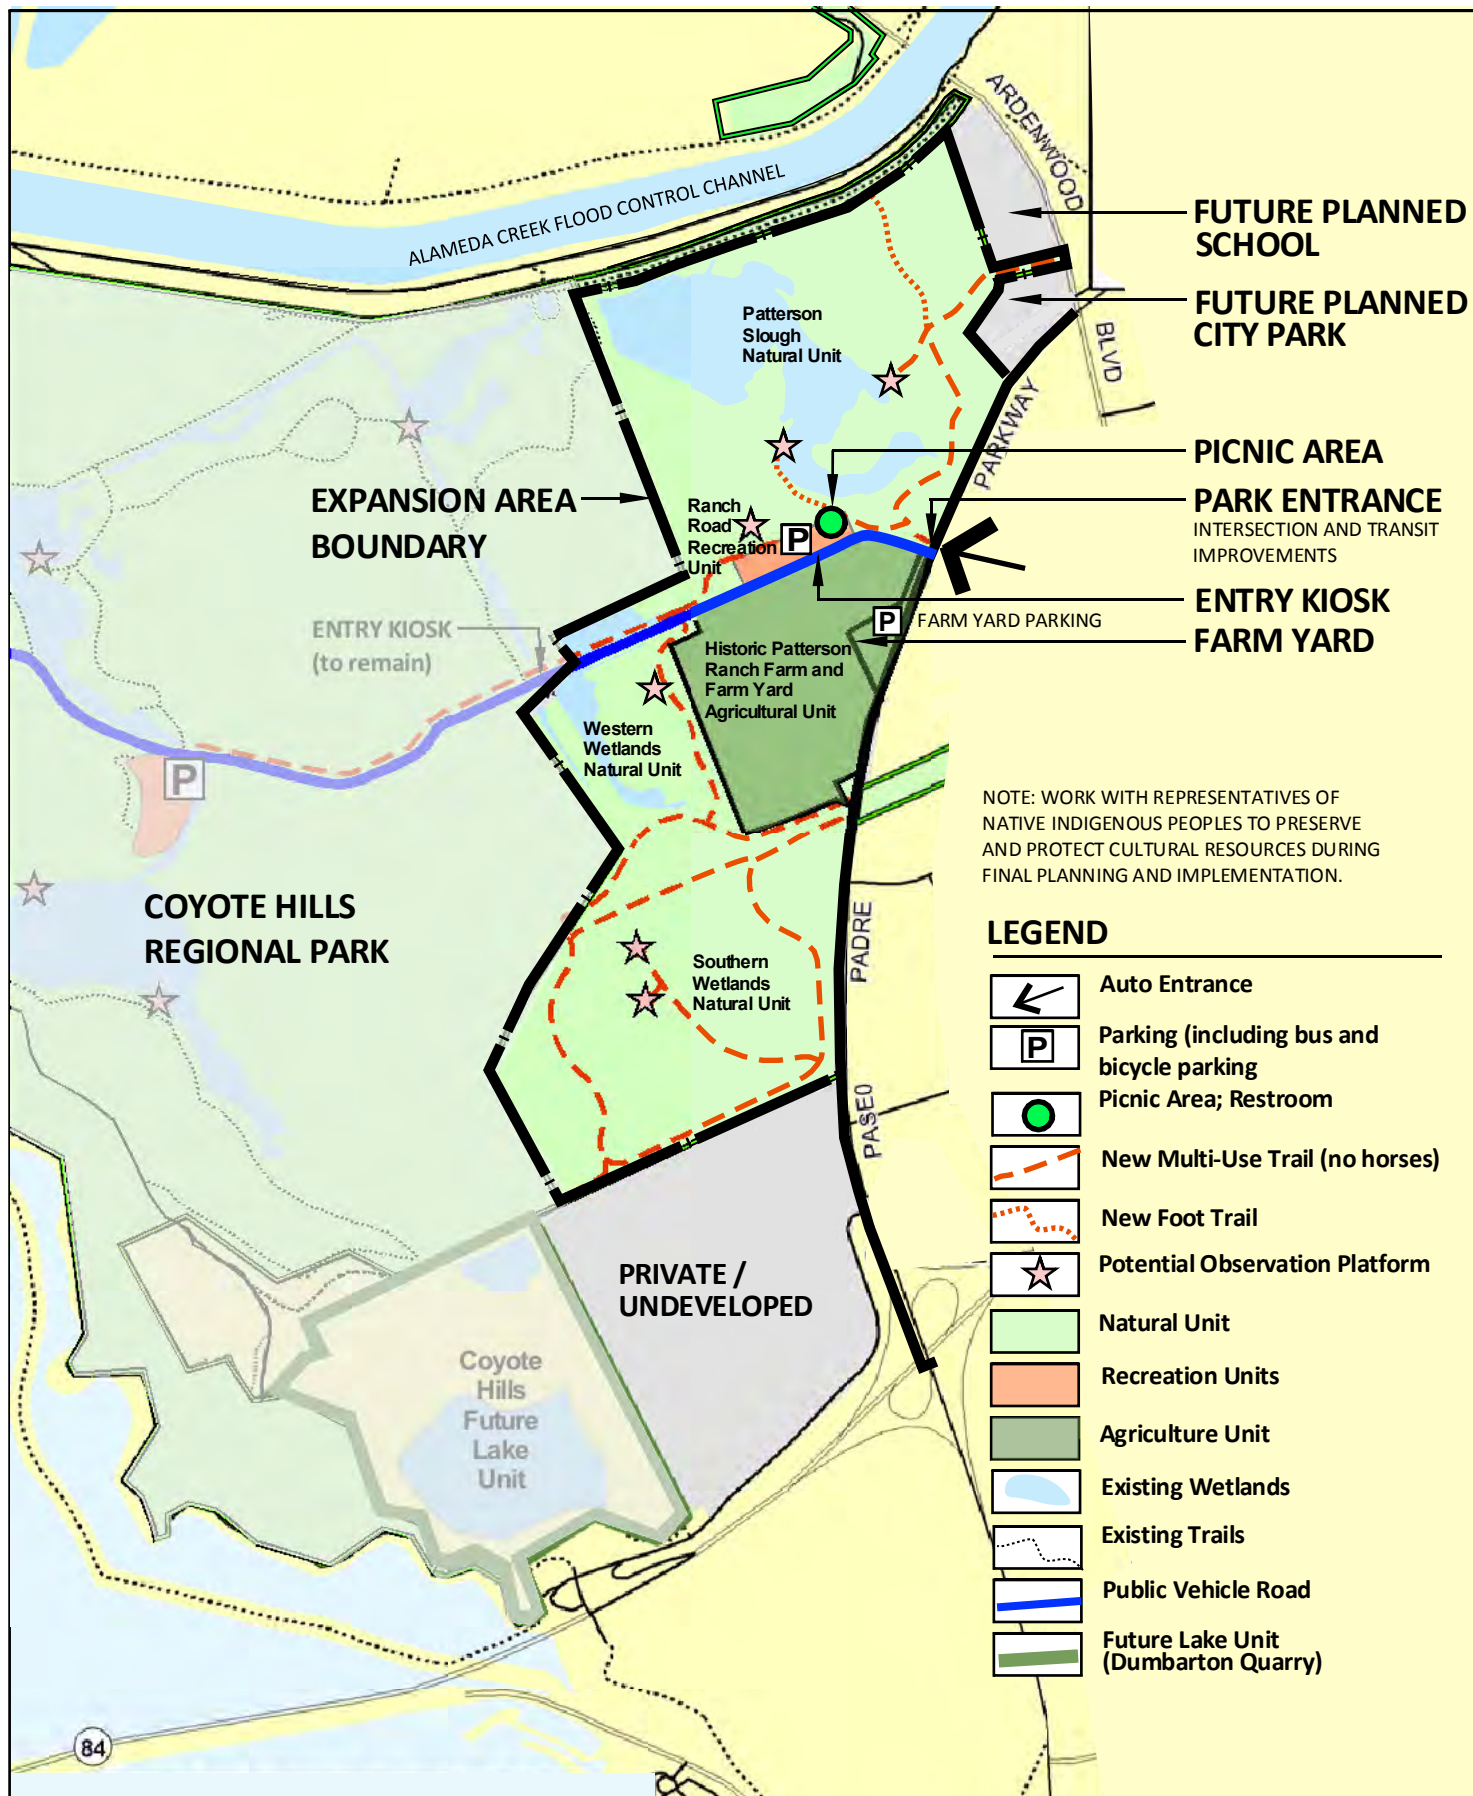 ARDENWOOD
ALAMEDA CREEK FLOOD CONTROL CHANNEL
FUTURE PLANNED
SCHOOL
FUTURE PLANNED
CITY PARK
BLVD
Patterson
Slough
Natural Unit
PARKWAY
PICNIC AREA
PARK ENTRANCE
INTERSECTION AND TRANSIT
IMPROVEMENTS
EXPANSION AREA
BOUNDARY
Ranch
Road
Recreation
Unit
P
ENTRY KIOSK
FARM YARD
P
FARM YARD PARKING
ENTRY KIOSK
(to remain)
Historic Patterson
Ranch Farm and
Farm Yard
Agricultural Unit
Western
Wetlands
Natural Unit
P
NOTE: WORK WITH REPRESENTATIVES OF
NATIVE INDIGENOUS PEOPLES TO PRESERVE
AND PROTECT CULTURAL RESOURCES DURING
FINAL PLANNING AND IMPLEMENTATION.
COYOTE HILLS
REGIONAL PARK
PADRE
PASEO
Southern
Wetlands
Natural Unit
LEGEND
Auto Entrance
P
Parking (including bus and
bicycle parking
Picnic Area; Restroom
New Multi-Use Trail (no horses)
New Foot Trail
Potential Observation Platform
Natural Unit
Recreation Units
Agriculture Unit
Existing Wetlands
Existing Trails
Public Vehicle Road
Future Lake Unit
(Dumbarton Quarry)
PRIVATE /
UNDEVELOPED
Coyote
Hills
Future
Lake
Unit
84